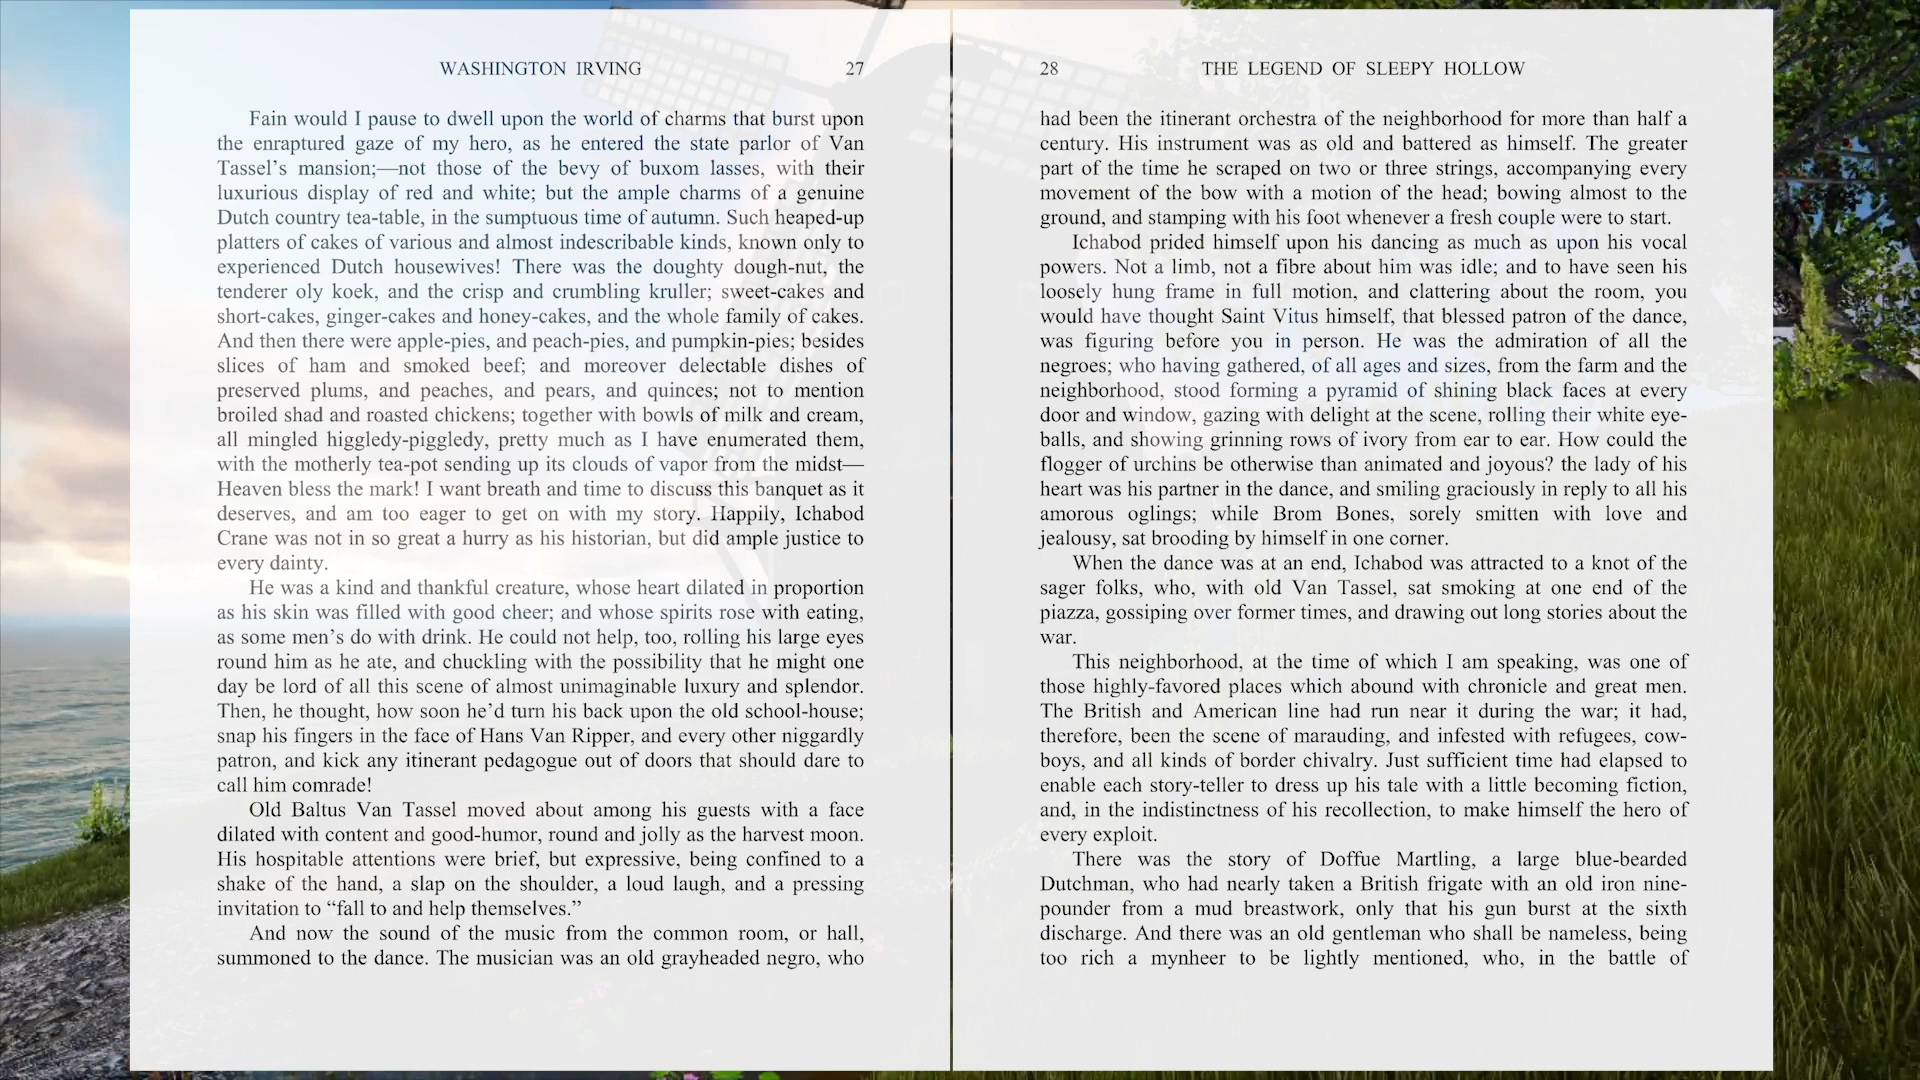 WASHINGTON IRVING 27
Fain would I pause to dwell upon the world of charms that burst upon
the enraptured gaze of my hero, as he entered the state parlor of Van
Tassel’s mansion;—not those of the bevy of buxom lasses, with their
luxurious display of red and white; but the ample charms of a genuine
Dutch country tea-table, in the sumptuous time of autumn. Such heaped-up
platters of cakes of various and almost indescribable kinds, known only to
experienced Dutch housewives! There was the doughty dough-nut, the
tenderer oly koek, and the crisp and crumbling kruller; sweet-cakes and
short-cakes, ginger-cakes and honey-cakes, and the whole family of cakes.
And then there were apple-pies, and peach-pies, and pumpkin-pies; besides
slices of ham and smoked beef; and moreover delectable dishes of
preserved plums, and peaches, and pears, and quinces; not to mention
broiled shad and roasted chickens; together with bowls of milk and cream,
all mingled higgledy-piggledy, pretty much as I have enumerated them,
with the motherly tea-pot sending up its clouds of vapor from the midst—
Heaven bless the mark! I want breath and time to discuss this banquet as it
deserves, and am too eager to get on with my story. Happily, Ichabod
Crane was not in so great a hurry as his historian, but did ample justice to
every dainty.
He was a kind and thankful creature, whose heart dilated in proportion
as his skin was filled with good cheer; and whose spirits rose with eating,
as some men’s do with drink. He could not help, too, rolling his large eyes
round him as he ate, and chuckling with the possibility that he might one
day be lord of all this scene of almost unimaginable luxury and splendor.
Then, he thought, how soon he’d turn his back upon the old school-house;
snap his fingers in the face of Hans Van Ripper, and every other niggardly
patron, and kick any itinerant pedagogue out of doors that should dare to
call him comrade!
Old Baltus Van Tassel moved about among his guests with a face
dilated with content and good-humor, round and jolly as the harvest moon.
His hospitable attentions were brief, but expressive, being confined to a
shake of the hand, a slap on the shoulder, a loud laugh, and a pressing
invitation to “fall to and help themselves.”
And now the sound of the music from the common room, or hall,
summoned to the dance. The musician was an old grayheaded negro, who
28 THE LEGEND OF SLEEPY HOLLOW
had been the itinerant orchestra of the neighborhood for more than half a
century. His instrument was as old and battered as himself. The greater
part of the time he scraped on two or three strings, accompanying every
movement of the bow with a motion of the head; bowing almost to the
ground, and stamping with his foot whenever a fresh couple were to start.
Ichabod prided himself upon his dancing as much as upon his vocal
powers. Not a limb, not a fibre about him was idle; and to have seen his
loosely hung frame in full motion, and clattering about the room, you
would have thought Saint Vitus himself, that blessed patron of the dance,
was figuring before you in person. He was the admiration of all the
negroes; who having gathered, of all ages and sizes, from the farm and the
neighborhood, stood forming a pyramid of shining black faces at every
door and window, gazing with delight at the scene, rolling their white eye-
balls, and showing grinning rows of ivory from ear to ear. How could the
flogger of urchins be otherwise than animated and joyous? the lady of his
heart was his partner in the dance, and smiling graciously in reply to all his
amorous oglings; while Brom Bones, sorely smitten with love and
jealousy, sat brooding by himself in one corner.
When the dance was at an end, Ichabod was attracted to a knot of the
sager folks, who, with old Van Tassel, sat smoking at one end of the
piazza, gossiping over former times, and drawing out long stories about the
war.
This neighborhood, at the time of which I am speaking, was one of
those highly-favored places which abound with chronicle and great men.
The British and American line had run near it during the war; it had,
therefore, been the scene of marauding, and infested with refugees, cow-
boys, and all kinds of border chivalry. Just sufficient time had elapsed to
enable each story-teller to dress up his tale with a little becoming fiction,
and, in the indistinctness of his recollection, to make himself the hero of
every exploit.
There was the story of Doffue Martling, a large blue-bearded
Dutchman, who had nearly taken a British frigate with an old iron nine-
pounder from a mud breastwork, only that his gun burst at the sixth
discharge. And there was an old gentleman who shall be nameless, being
too rich a mynheer to be lightly mentioned, who, in the battle of